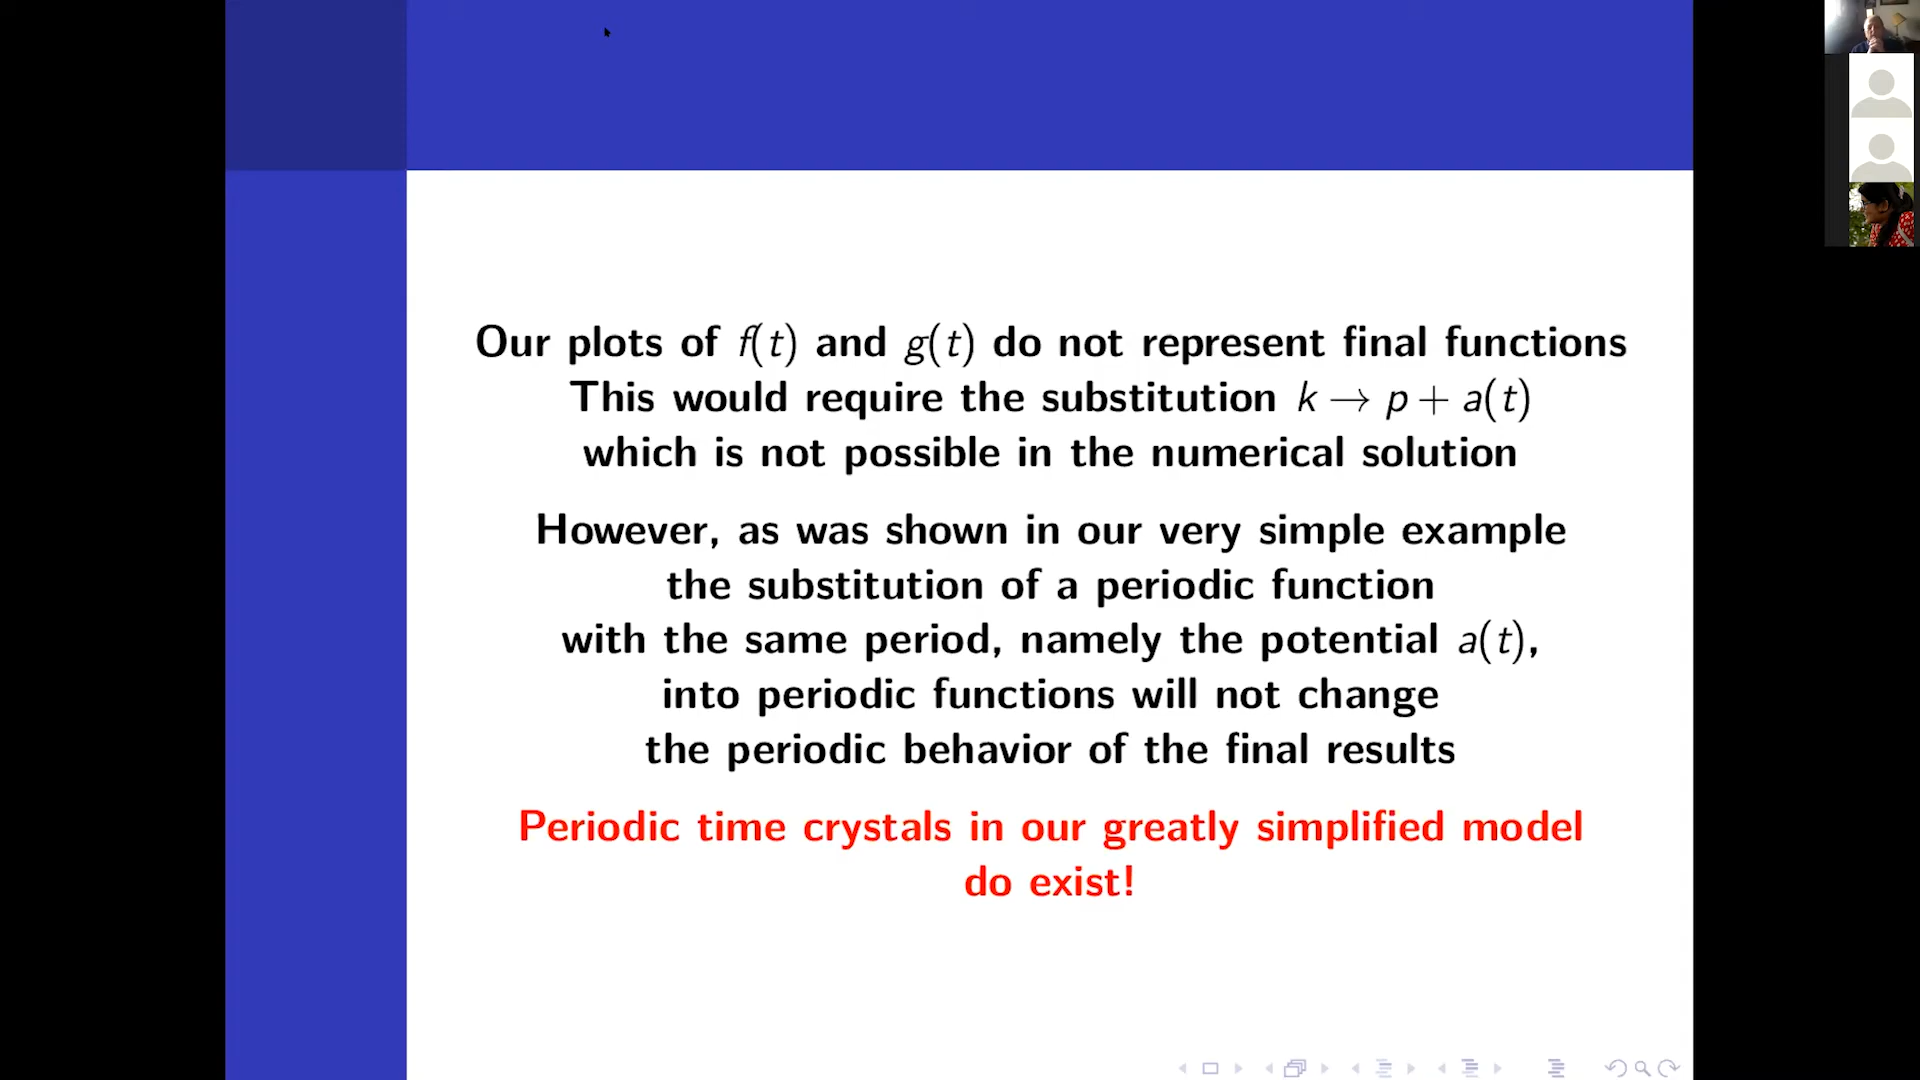 Our plots of f(t) and g(t) do not represent final functions
This would require the substitution k → p + a(t)
which is not possible in the numerical solution
However, as was shown in our very simple example
the substitution of a periodic function
with the same period, namely the potential a(t),
into periodic functions will not change
the periodic behavior of the final results
Periodic time crystals in our greatly simplified model
do exist!